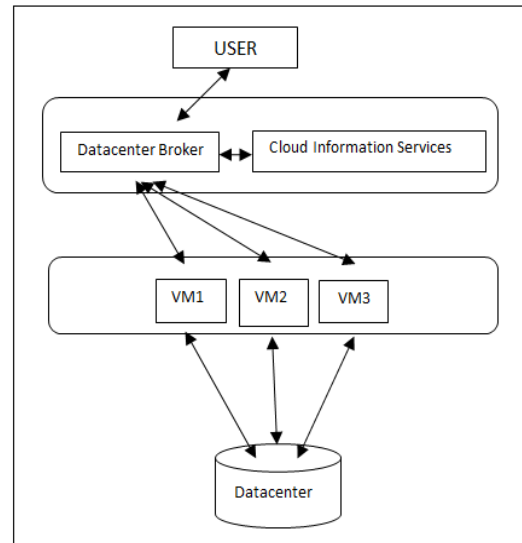 USER
Datacenter Broker
Cloud Information Services
VM1
VM2
VM3
Datacenter